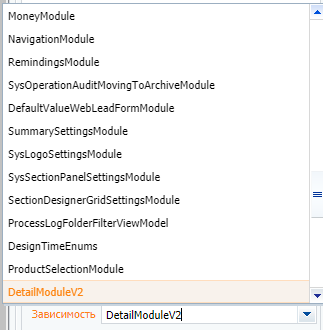 MoneyModule
NavigationModule
RemindingsModule
SysOperationAuditMovingToArchiveModule
DefaultValueWebLeadFormModule
SummarySettingsModule
SysLogoSettingsModule
SysSectionPanelSettingsModule
SectionDesignerGridSettingsModule
ProcessLogFolderFilterViewModel
DesignTimeEnums
ProductSelectionModule
DetailModuleV2
Зависимость DetailModuleV2